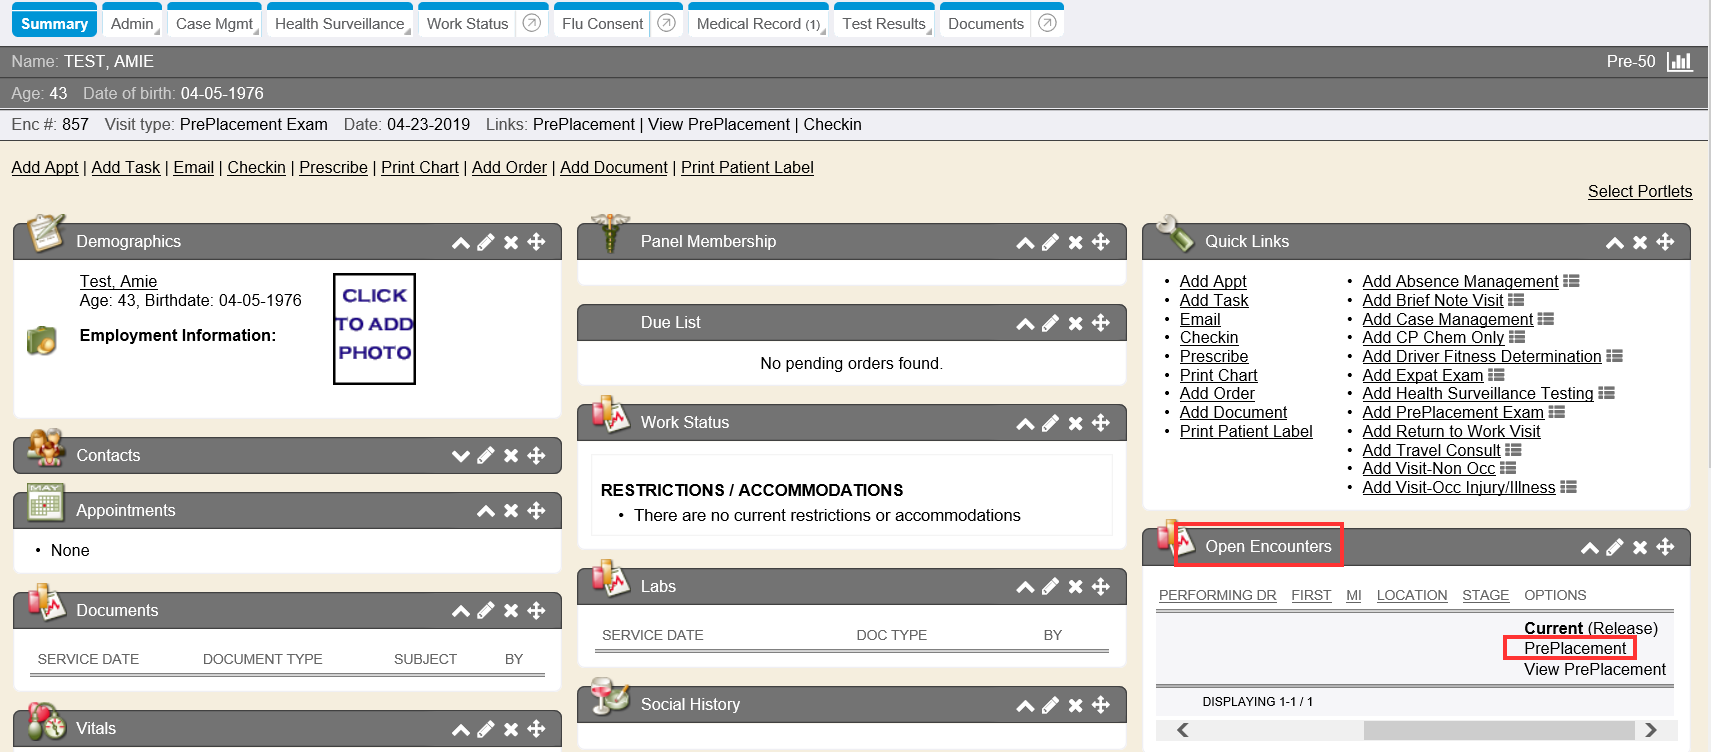 Summary Admin Case Mgmt Health Surveillance Work Status Flu Consent Medical Record (1) Test Results Documents
Name: TEST, AMIE Pre-50
Age: 43 Date of birth: 04-05-1976
Enc #: 857 Visit type: PrePlacement Exam Date: 04-23-2019 Links: PrePlacement | View PrePlacement | Checkin
Add Appt | Add Task | Email | Checkin | Prescribe | Print Chart | Add Order | Add Document | Print Patient Label
Select Portlets
Demographics
Test, Amie
Age: 43, Birthdate: 04-05-1976
Employment Information:
CLICK
TO ADD
PHOTO
Contacts
MAY
Appointments
• None
Documents
SERVICE DATE DOCUMENT TYPE SUBJECT BY
Vitals
Panel Membership
Due List
No pending orders found.
Work Status
RESTRICTIONS / ACCOMMODATIONS
• There are no current restrictions or accommodations
Labs
SERVICE DATE DOC TYPE BY
Social History
Quick Links
• Add Appt
• Add Task
• Email
• Checkin
• Prescribe
• Print Chart
• Add Order
• Add Document
• Print Patient Label
• Add Absence Management
• Add Brief Note Visit
• Add Case Management
• Add CP Chem Only
• Add Driver Fitness Determination
• Add Expat Exam
• Add Health Surveillance Testing
• Add PrePlacement Exam
• Add Return to Work Visit
• Add Travel Consult
• Add Visit-Non Occ
• Add Visit-Occ Injury/Illness
Open Encounters
PERFORMING DR FIRST MI LOCATION STAGE OPTIONS
Current (Release)
PrePlacement
View PrePlacement
DISPLAYING 1-1 / 1